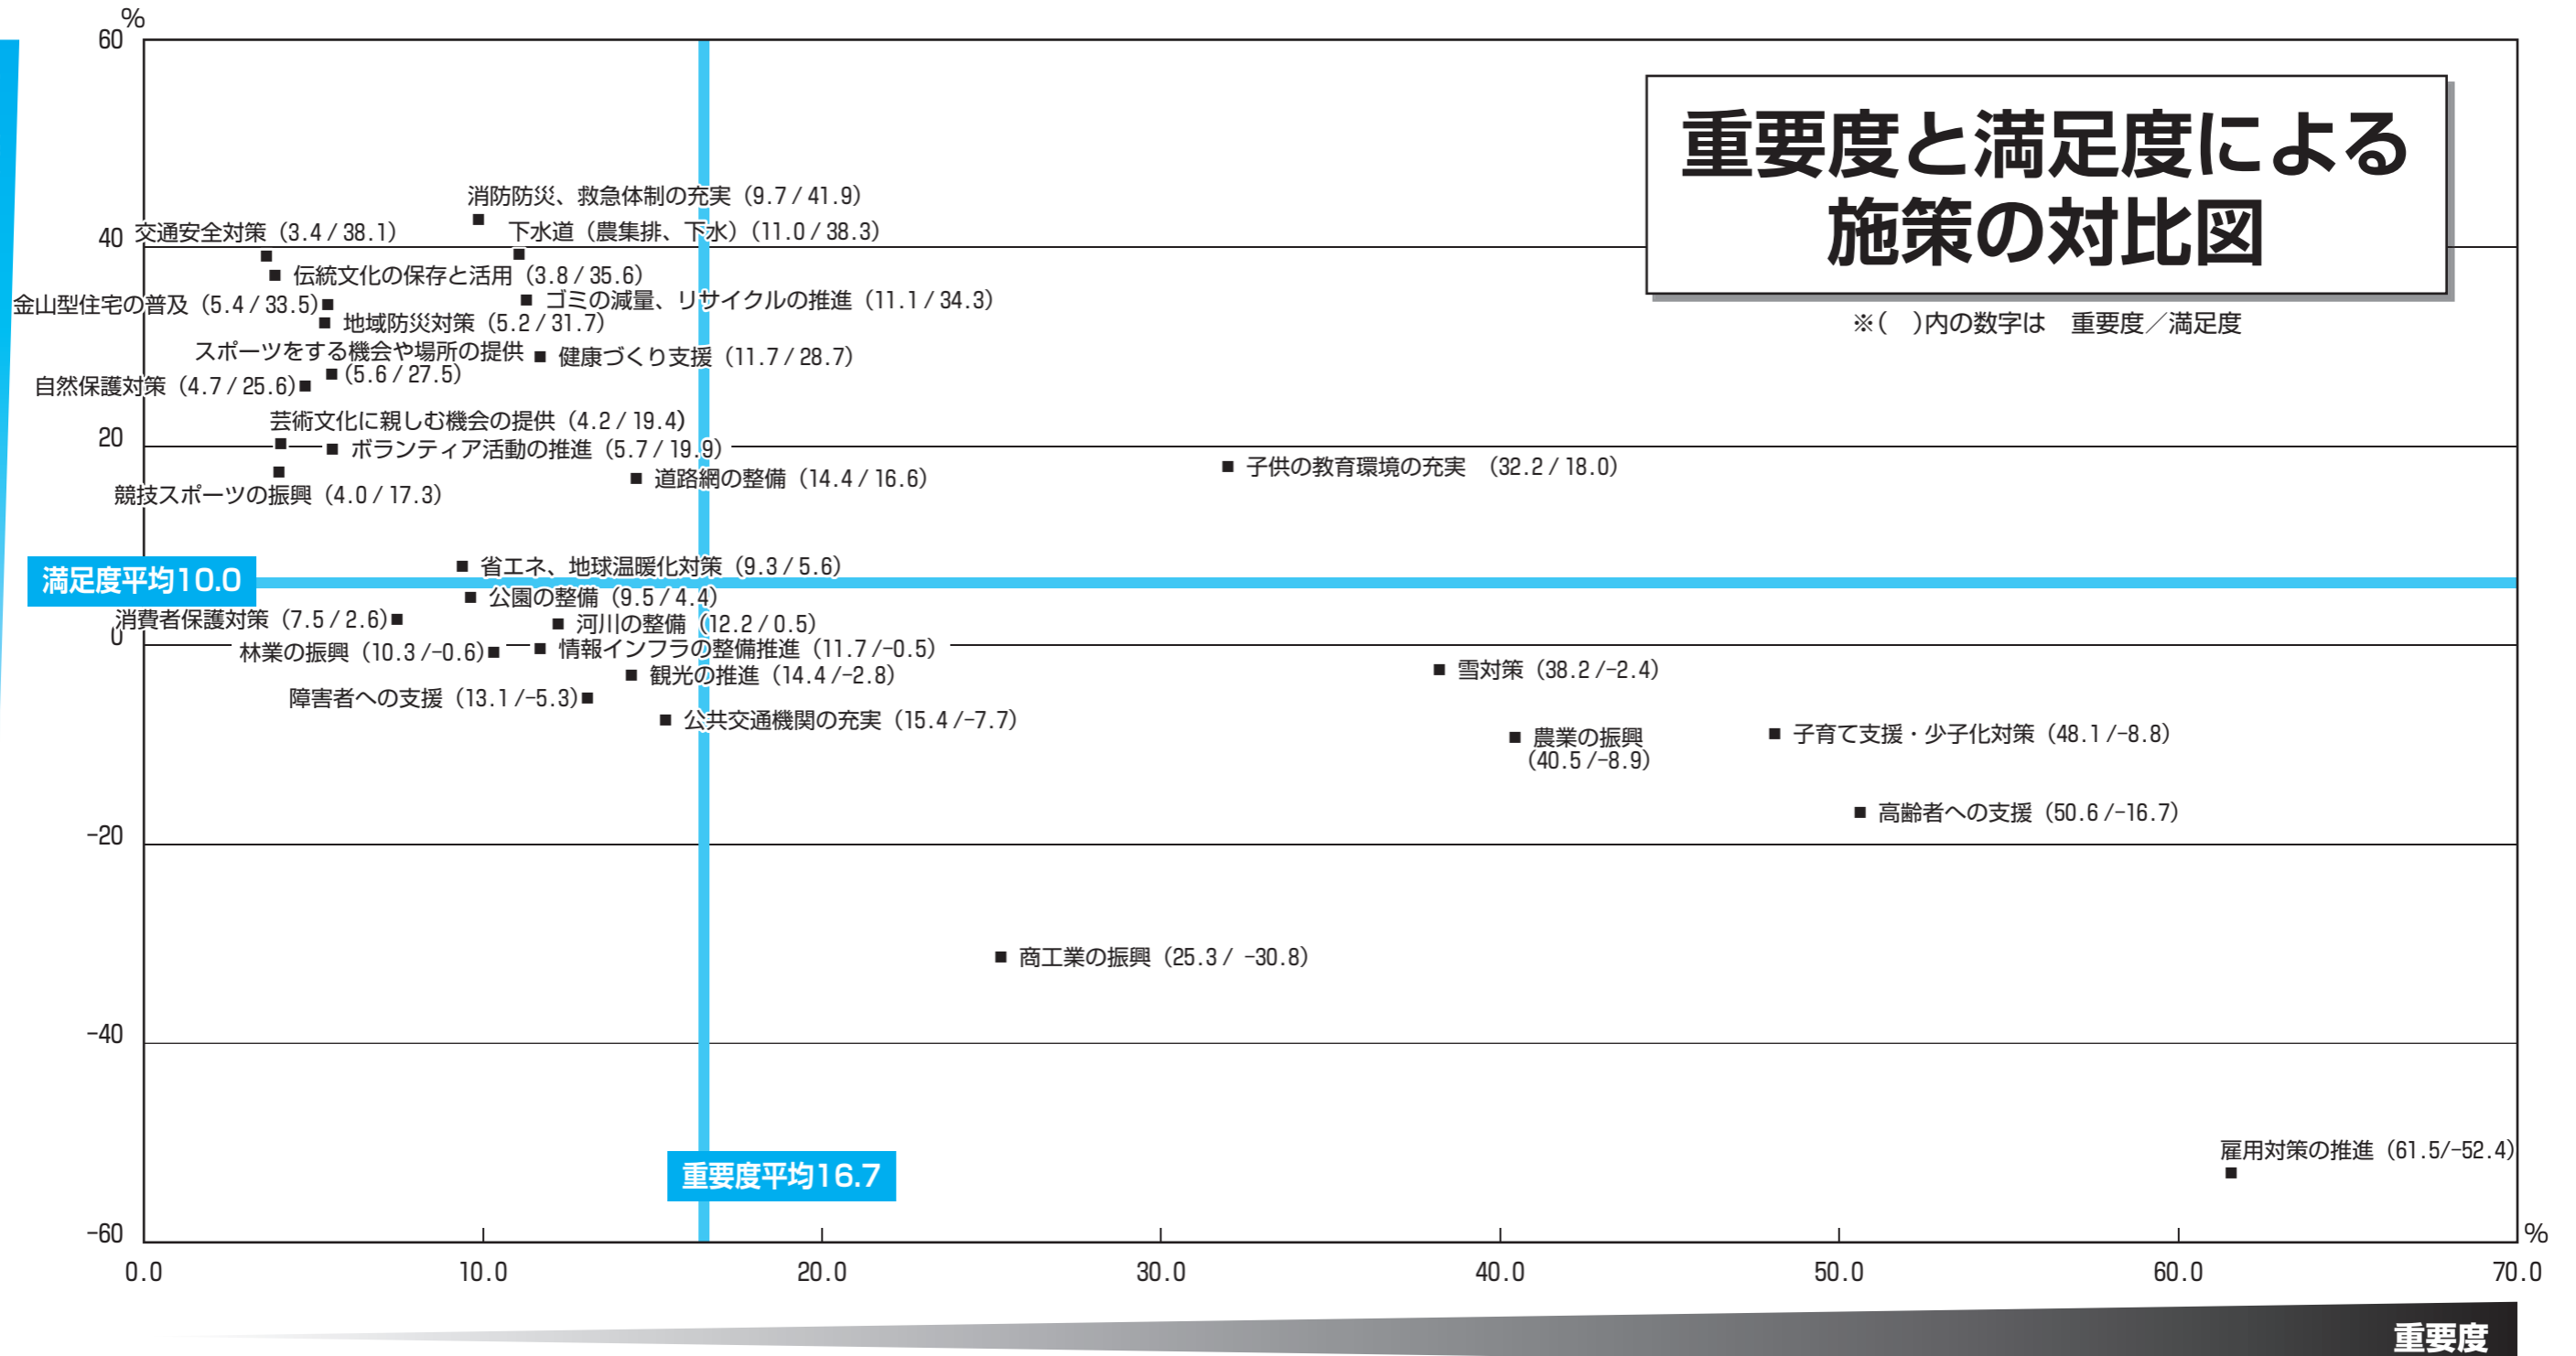 %
60
重要度と満足度による
施策の対比図
※(　)内の数字は　重要度／満足度
消防防災、救急体制の充実（9.7 / 41.9）
交通安全対策（3.4 / 38.1）
下水道（農集排、下水）（11.0 / 38.3）
40
伝統文化の保存と活用（3.8 / 35.6）
ゴミの減量、リサイクルの推進（11.1 / 34.3）
金山型住宅の普及（5.4 / 33.5）
地域防災対策（5.2 / 31.7）
スポーツをする機会や場所の提供
（5.6 / 27.5）
健康づくり支援（11.7 / 28.7）
自然保護対策（4.7 / 25.6）
芸術文化に親しむ機会の提供（4.2 / 19.4）
20
ボランティア活動の推進（5.7 / 19.9）
子供の教育環境の充実　（32.2 / 18.0）
道路網の整備（14.4 / 16.6）
競技スポーツの振興（4.0 / 17.3）
省エネ、地球温暖化対策（9.3 / 5.6）
満足度平均10.0
公園の整備（9.5 / 4.4）
消費者保護対策（7.5 / 2.6）
河川の整備（12.2 / 0.5）
0
林業の振興（10.3 /−0.6）
情報インフラの整備推進（11.7 /−0.5）
雪対策（38.2 /−2.4）
観光の推進（14.4 /−2.8）
障害者への支援（13.1 /−5.3）
公共交通機関の充実（15.4 /−7.7）
農業の振興
（40.5 /−8.9）
子育て支援・少子化対策（48.1 /−8.8）
高齢者への支援（50.6 /−16.7）
−20
商工業の振興（25.3 / −30.8）
−40
雇用対策の推進（61.5/−52.4）
重要度平均16.7
−60
%
0.0 10.0 20.0 30.0 40.0 50.0 60.0 70.0
重要度